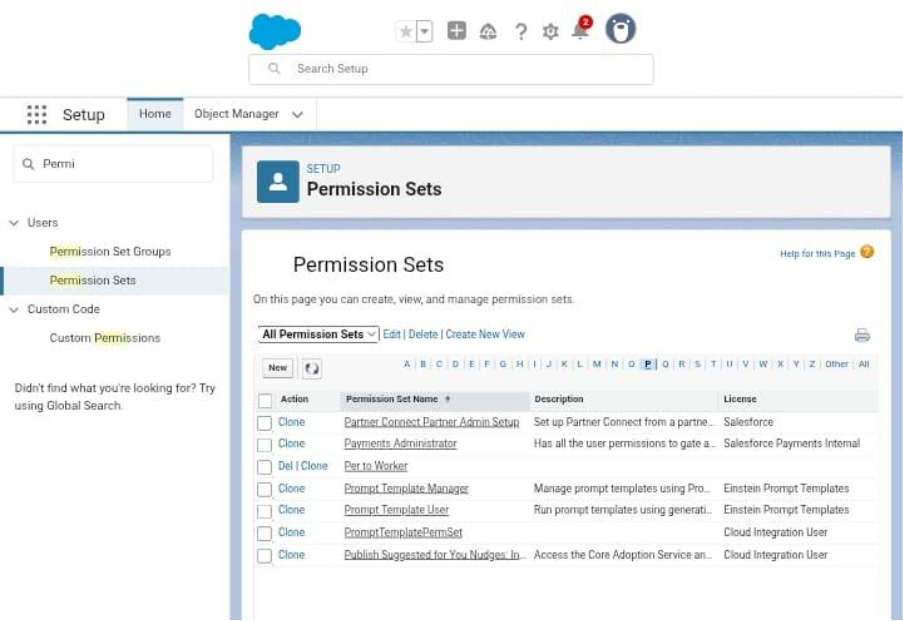 2
Search Setup
Setup Home Object Manager
Permi
Users
Permission Set Groups
Permission Sets
Custom Code
Custom Permissions
Didn't find what you're looking for? Try
using Global Search.
SETUP
Permission Sets
Permission Sets
Help for this Page ?
On this page you can create, view, and manage permission sets.
All Permission Sets Edit | Delete | Create New View
New A | B | C | D | E | F | G | H | I | J | K | L | M | N | O | P | Q | R | S | T | U | V | W | X | Y | Z | Other | All
Action Permission Set Name ↑ Description License
Clone Partner Connect Partner Admin Setup Set up Partner Connect from a partne... Salesforce
Clone Payments Administrator Has all the user permissions to gate a... Salesforce Payments Internal
Del | Clone Per to Worker
Clone Prompt Template Manager Manage prompt templates using Pro... Einstein Prompt Templates
Clone Prompt Template User Run prompt templates using generati... Einstein Prompt Templates
Clone PromptTemplatePermSet Cloud Integration User
Clone Publish Suggested for You Nudges: In... Access the Core Adoption Service an... Cloud Integration User